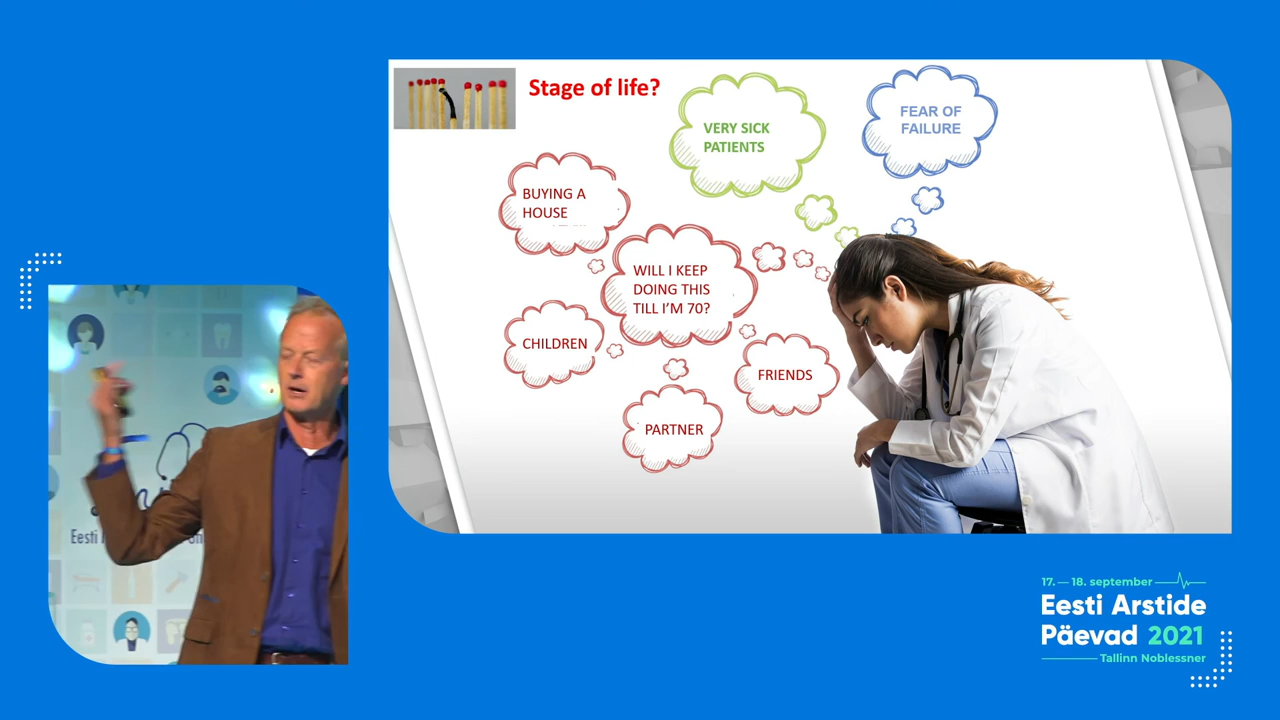 Stage of life?
VERY SICK
PATIENTS
FEAR OF
FAILURE
BUYING A
HOUSE
WILL I KEEP
DOING THIS
TILL I'M 70?
CHILDREN
FRIENDS
PARTNER
Eesti
17. — 18. september
Eesti Arstide
Päevad 2021
Tallinn Noblessner